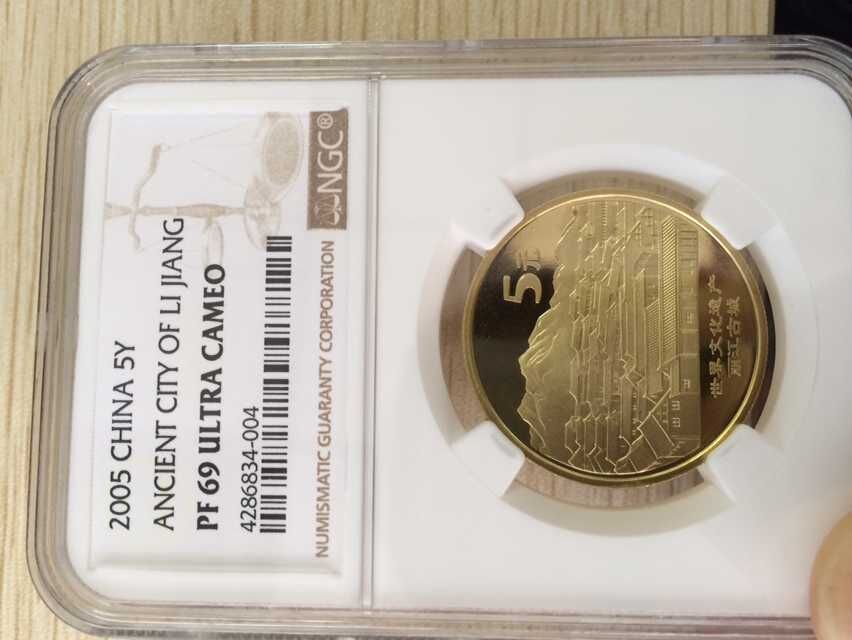 2005 CHINA 5Y
ANCIENT CITY OF LI JIANG
PF 69 ULTRA CAMEO
4286834-004
NGC®
NUMISMATIC GUARANTY CORPORATION
5元
世界文化遗产
丽江古城